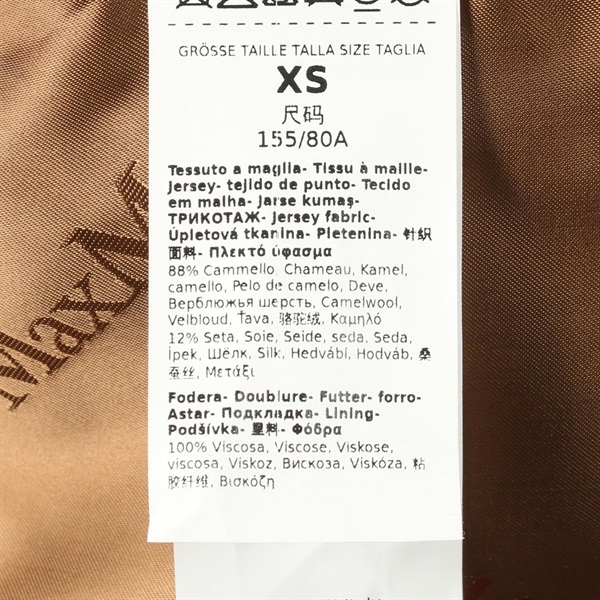 GRÖSSE TAILLE TALLA SIZE TAGLIA
XS
尺码
155/80A
Tessuto a maglia- Tissu à maille-
Jersey- tejido de punto- Tecido
em malha- Jarse kumaş-
ТРИКОТАЖ- Jersey fabric-
Úpletová tkanina- Pletenina- 针织
面料- Πλεκτό ύφασμα
88% Cammello, Chameau, Kamel,
camello, Pelo de camelo, Deve,
Верблюжья шерсть, Camelwool,
Velbloud, Ťava, 骆驼绒, Καμηλό
12% Seta, Soie, Seide, seda, Seda,
İpek, Шёлк, Silk, Hedvábí, Hodváb, 桑
蚕丝, Μετάξι
Fodera- Doublure- Futter- forro-
Astar- Подкладка- Lining-
Podšívka- 里料- Φόδρα
100% Viscosa, Viscose, Viskose,
viscosa, Viskoz, Вискоза, Viskóza, 粘
胶纤维, Βισκόζη
MaxM